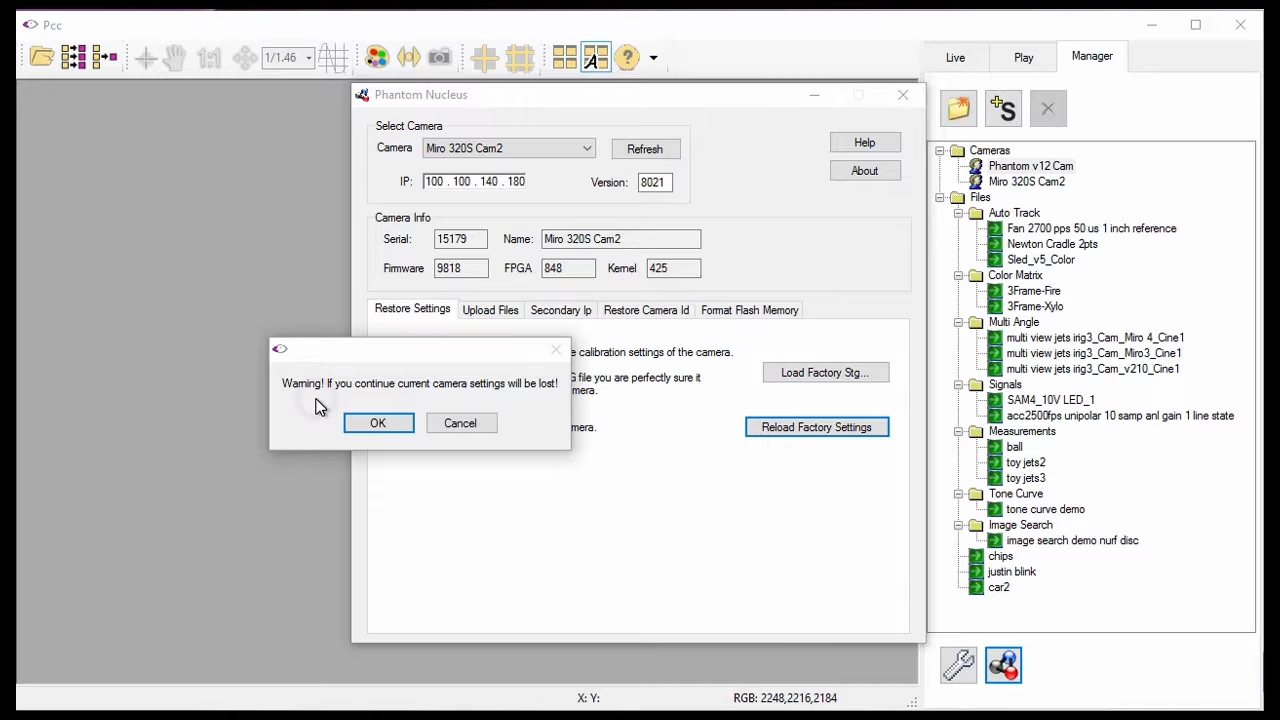 Pcc
1:1
1/1.46
A
?
Live
Play
Manager
+S
Phantom Nucleus
Select Camera
Camera
Miro 320S Cam2
Refresh
Help
IP:
100 . 100 . 140 . 180
Version:
8021
About
Camera Info
Serial:
15179
Name:
Miro 320S Cam2
Firmware
9818
FPGA
848
Kernel
425
Restore Settings
Upload Files
Secondary Ip
Restore Camera Id
Format Flash Memory
e calibration settings of the camera.
Load Factory Stg...
G file you are perfectly sure it
mera.
mera.
Reload Factory Settings
Warning! If you continue current camera settings will be lost!
OK
Cancel
Cameras
Phantom v12 Cam
Miro 320S Cam2
Files
Auto Track
Fan 2700 pps 50 us 1 inch reference
Newton Cradle 2pts
Sled_v5_Color
Color Matrix
3Frame-Fire
3Frame-Xylo
Multi Angle
multi view jets irig3_Cam_Miro 4_Cine1
multi view jets irig3_Cam_Miro3_Cine1
multi view jets irig3_Cam_v210_Cine1
Signals
SAM4_10V LED_1
acc2500fps unipolar 10 samp anl gain 1 line state
Measurements
ball
toy jets2
toy jets3
Tone Curve
tone curve demo
Image Search
image search demo nurf disc
chips
justin blink
car2
X: Y:
RGB: 2248,2216,2184